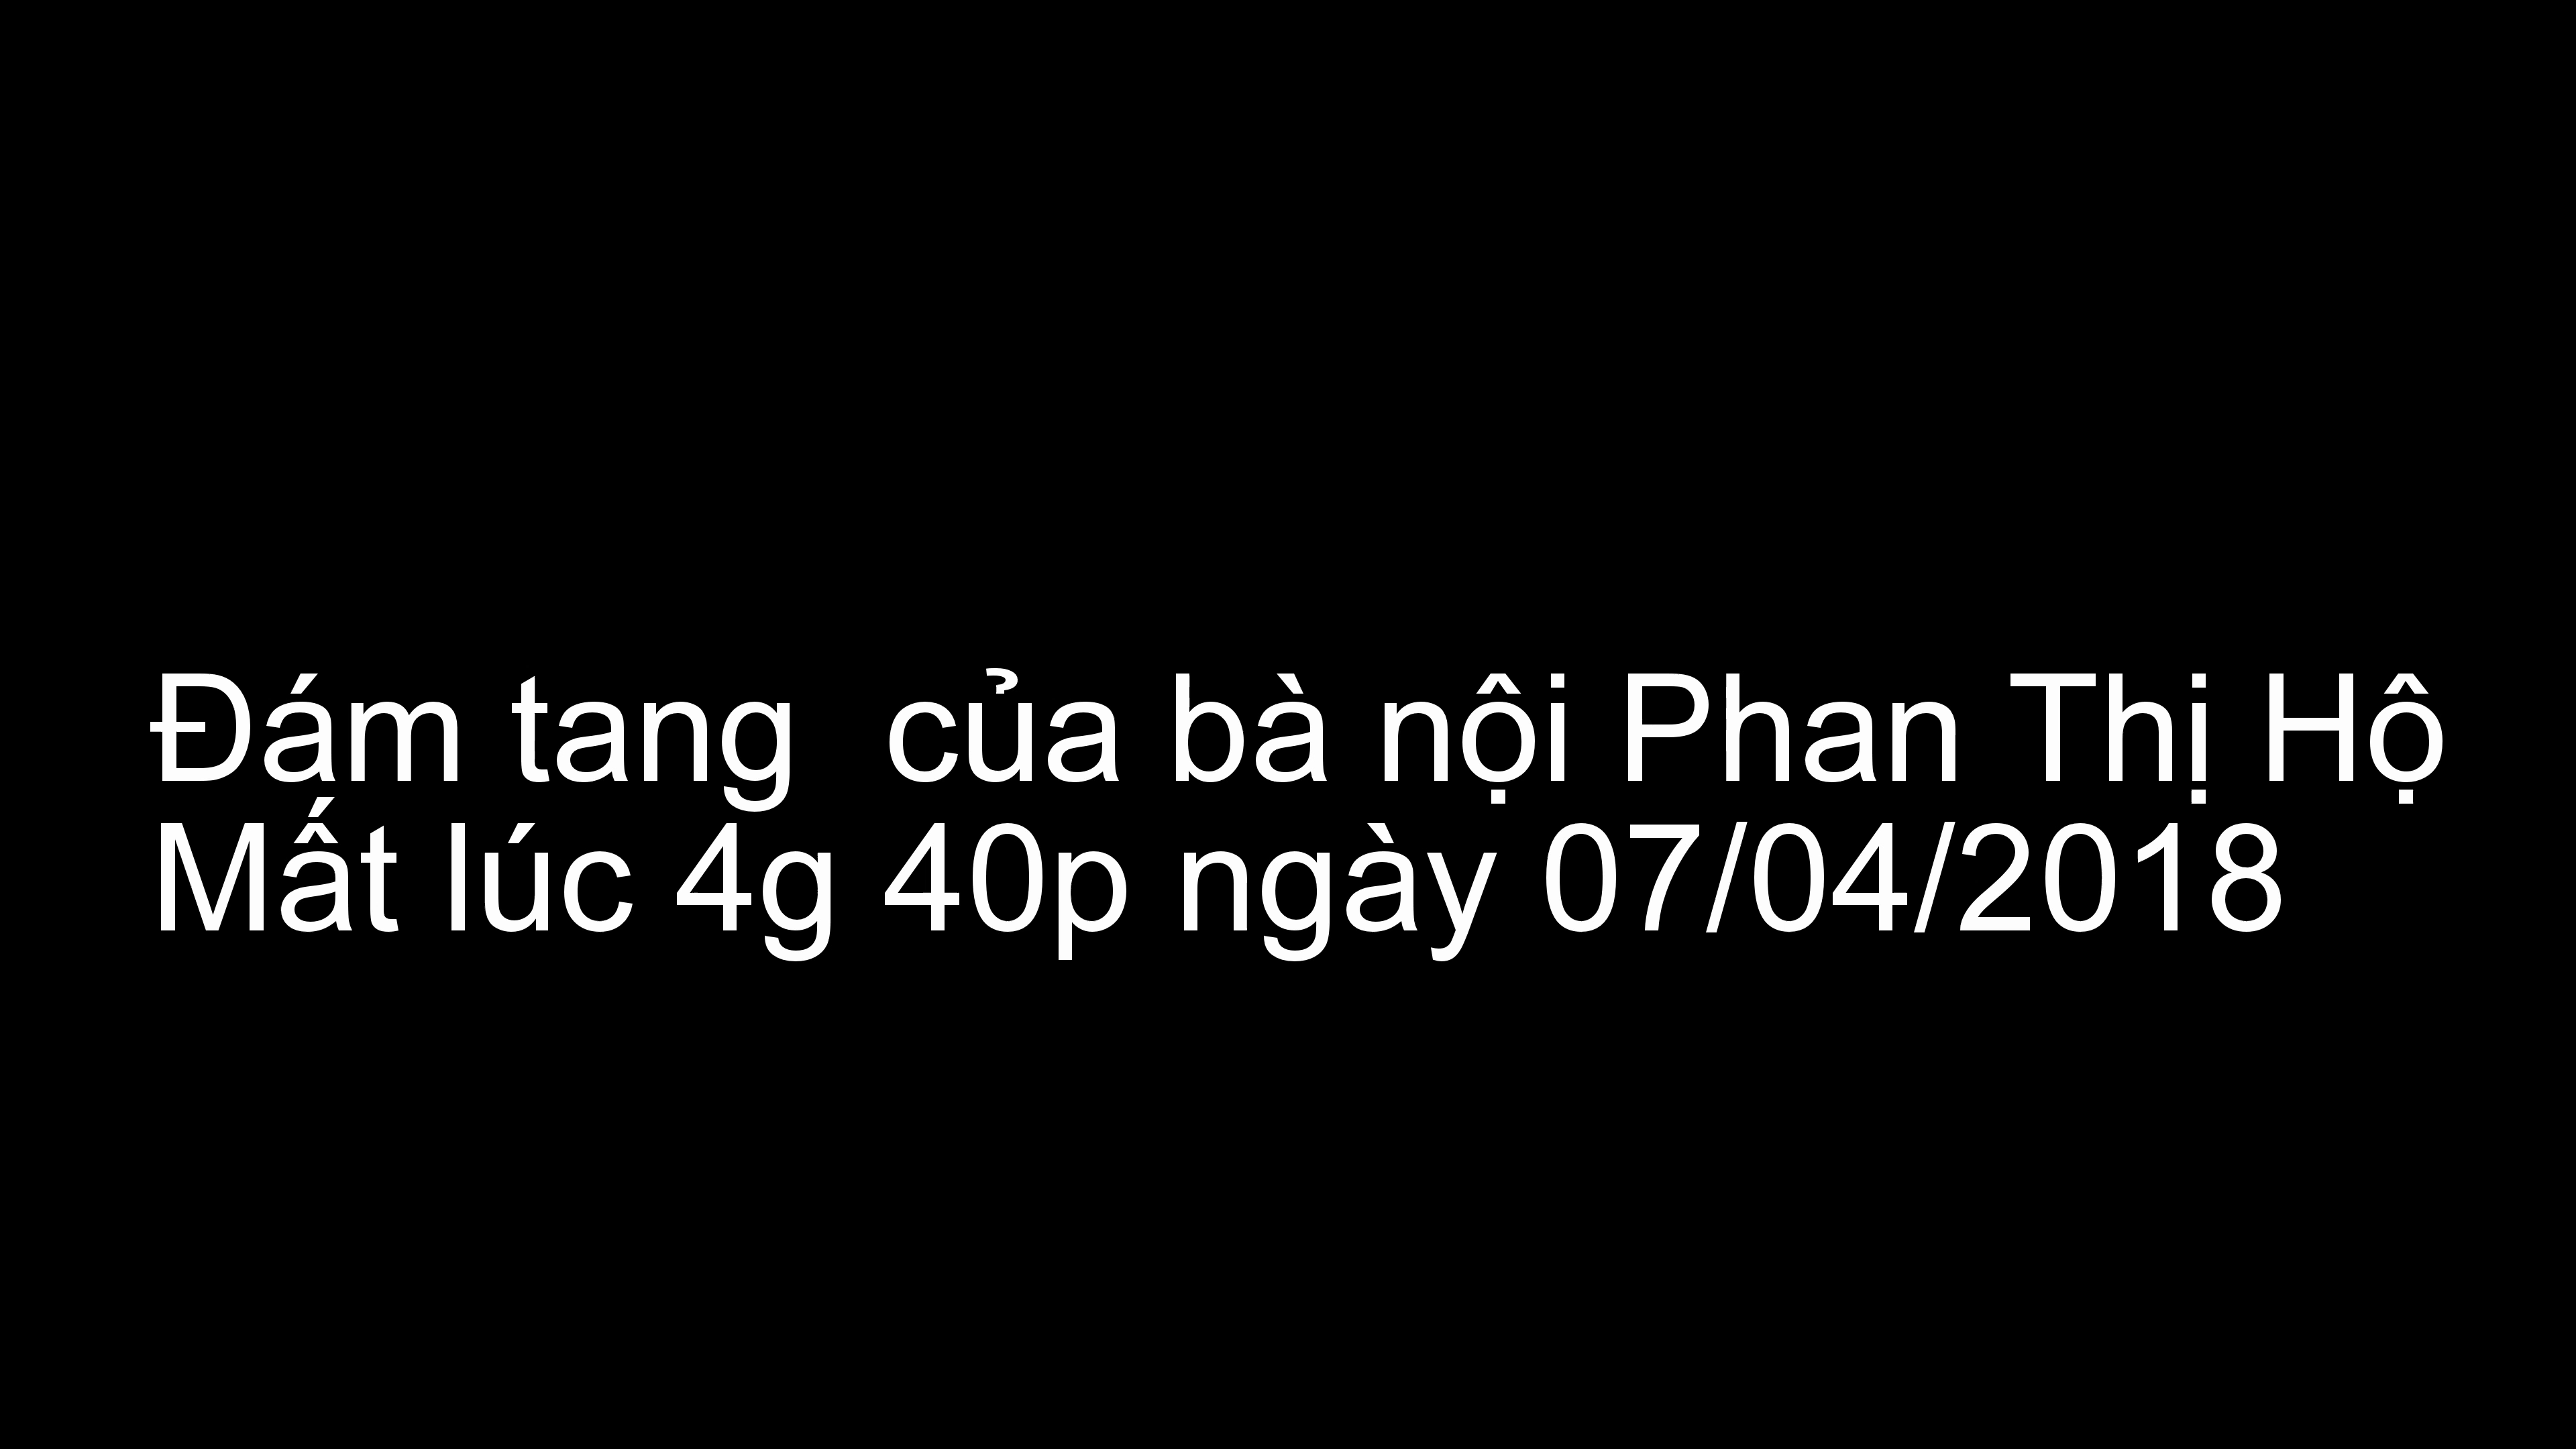 Đám tang  của bà nội Phan Thị Hộ
Mất lúc 4g 40p ngày 07/04/2018